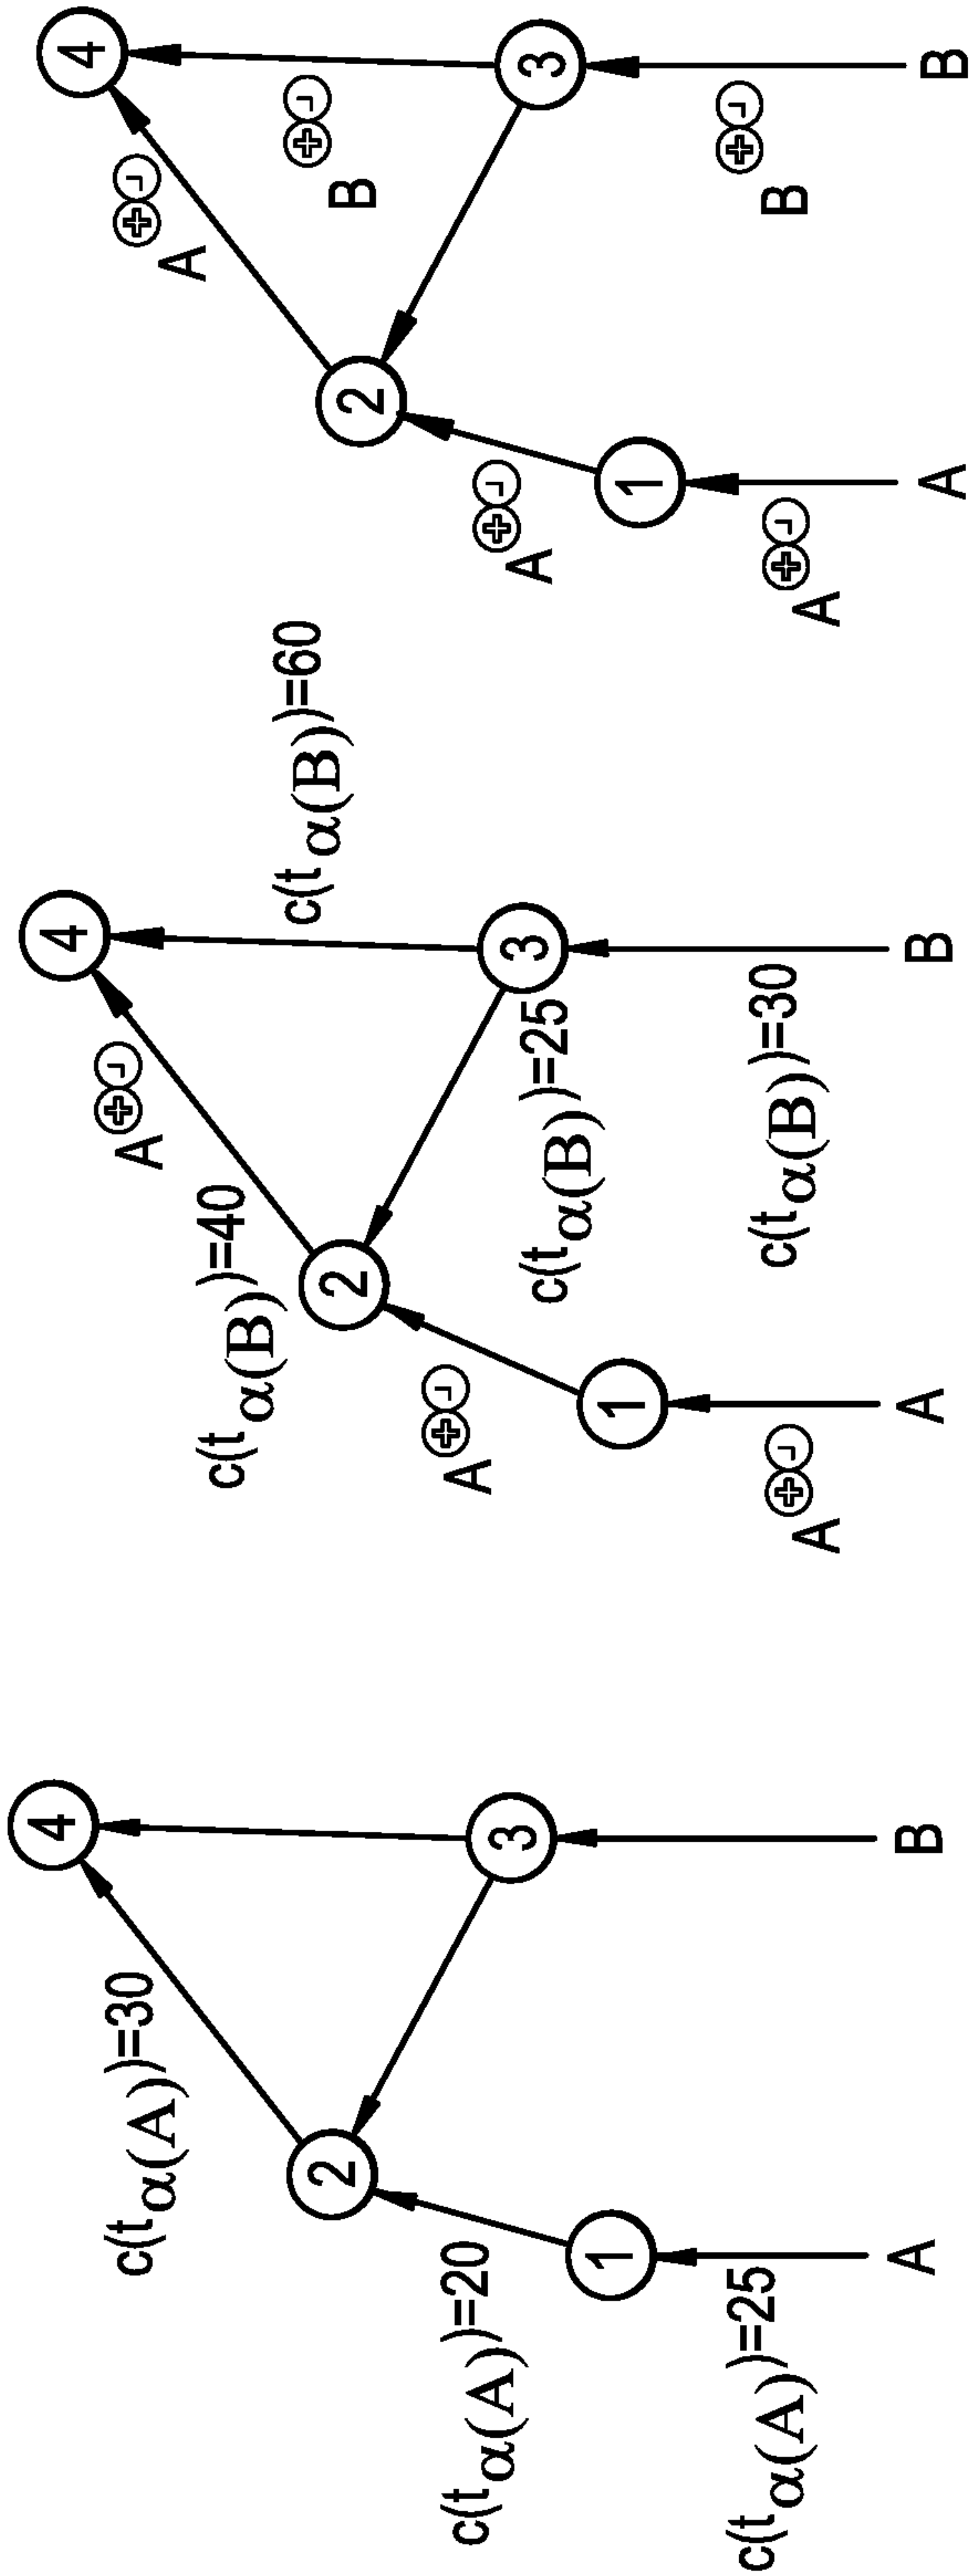 4
c(tα(A))=30
2
c(tα(A))=20
3
1
c(tα(A))=25
A
B
4
A +
c(tα(B))=40
c(tα(B))=60
2
A +
3
c(tα(B))=25
1
A +
c(tα(B))=30
A
B
4
A +
B +
2
A +
3
1
B +
A +
A
B